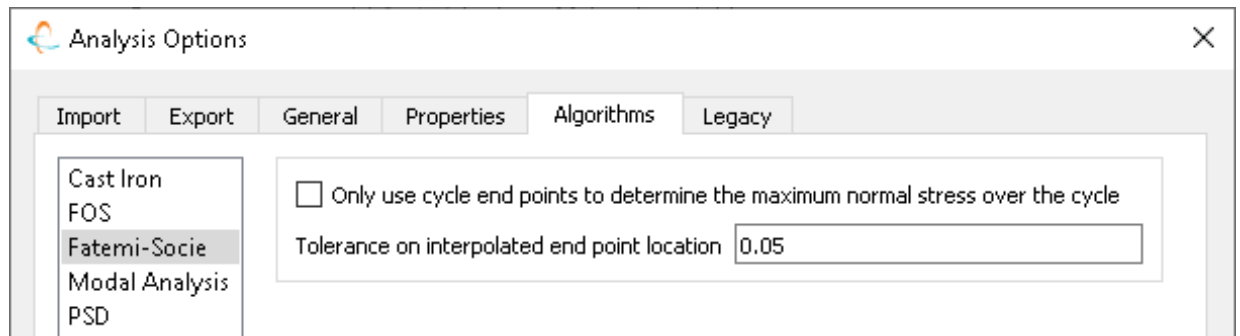 Analysis Options
Import Export General Properties Algorithms Legacy
Cast Iron
FOS
Fatemi-Socie
Modal Analysis
PSD
Only use cycle end points to determine the maximum normal stress over the cycle
Tolerance on interpolated end point location 0.05